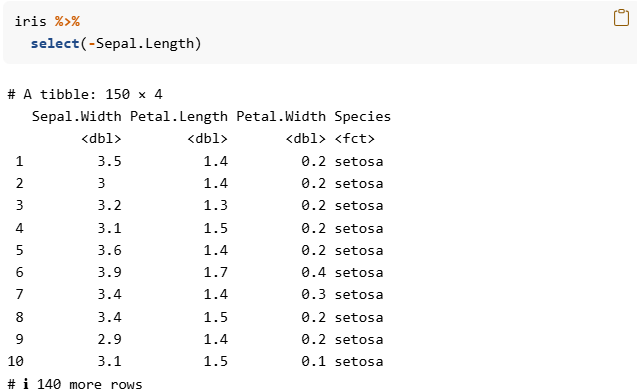 iris %>%
  select(-Sepal.Length)
# A tibble: 150 × 4
   Sepal.Width Petal.Length Petal.Width Species
         <dbl>        <dbl>       <dbl> <fct>
 1         3.5          1.4         0.2 setosa
 2         3            1.4         0.2 setosa
 3         3.2          1.3         0.2 setosa
 4         3.1          1.5         0.2 setosa
 5         3.6          1.4         0.2 setosa
 6         3.9          1.7         0.4 setosa
 7         3.4          1.4         0.3 setosa
 8         3.4          1.5         0.2 setosa
 9         2.9          1.4         0.2 setosa
10         3.1          1.5         0.1 setosa
# ℹ 140 more rows